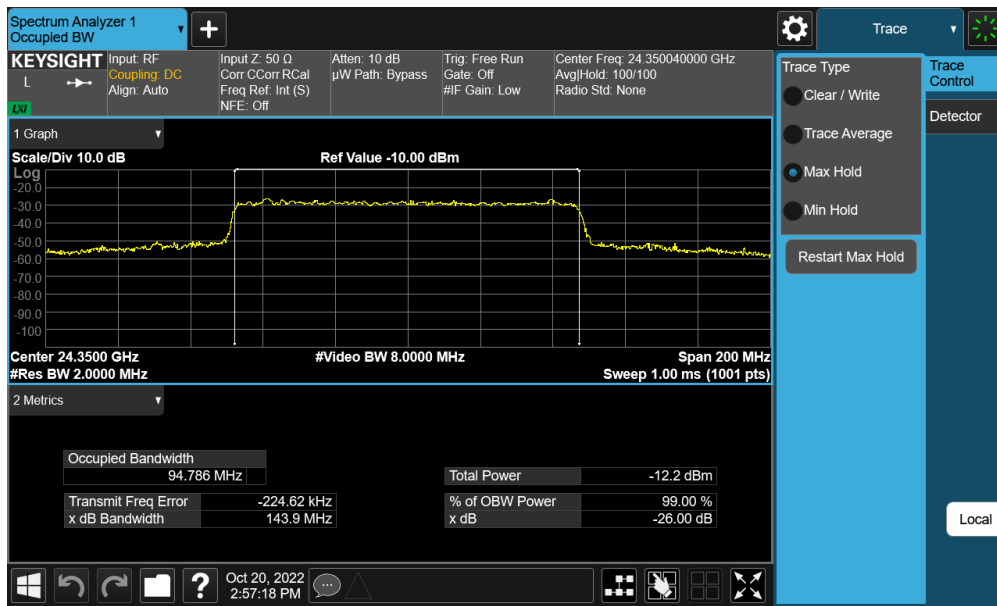 Spectrum Analyzer 1
Occupied BW
Trace
KEYSIGHT
L
LXI
Input: RF
Coupling: DC
Align: Auto
Input Z: 50 Ω
Corr CCorr RCal
Freq Ref: Int (S)
NFE: Off
Atten: 10 dB
µW Path: Bypass
Trig: Free Run
Gate: Off
#IF Gain: Low
Center Freq: 24.350040000 GHz
Avg|Hold: 100/100
Radio Std: None
1 Graph
Scale/Div 10.0 dB
Ref Value -10.00 dBm
Log
-20.0
-30.0
-40.0
-50.0
-60.0
-70.0
-80.0
-90.0
-100
Center 24.3500 GHz
#Video BW 8.0000 MHz
Span 200 MHz
#Res BW 2.0000 MHz
Sweep 1.00 ms (1001 pts)
2 Metrics
Occupied Bandwidth
94.786 MHz
Transmit Freq Error
-224.62 kHz
x dB Bandwidth
143.9 MHz
Total Power
-12.2 dBm
% of OBW Power
99.00 %
x dB
-26.00 dB
Trace Type
Clear / Write
Trace Average
Max Hold
Min Hold
Restart Max Hold
Trace
Control
Detector
Local
?
Oct 20, 2022
2:57:18 PM